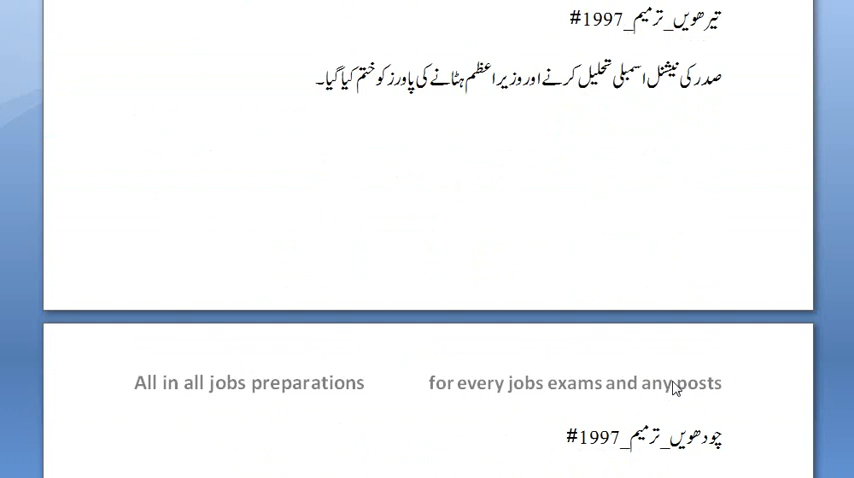 تیرھویں_ترمیم_1997#
صدر کی نیشنل اسمبلی تحلیل کرنے اور وزیر اعظم ہٹانے کی پاورز کو ختم کیا گیا۔
All in all jobs preparations for every jobs exams and any posts
چودھویں_ترمیم_1997#